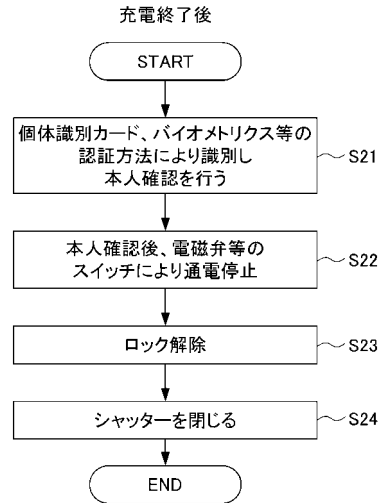 充電終了後
START
個体識別カード、バイオメトリクス等の
認証方法により識別し
本人確認を行う
S21
本人確認後、電磁弁等の
スイッチにより通電停止
S22
ロック解除
S23
シャッターを閉じる
S24
END